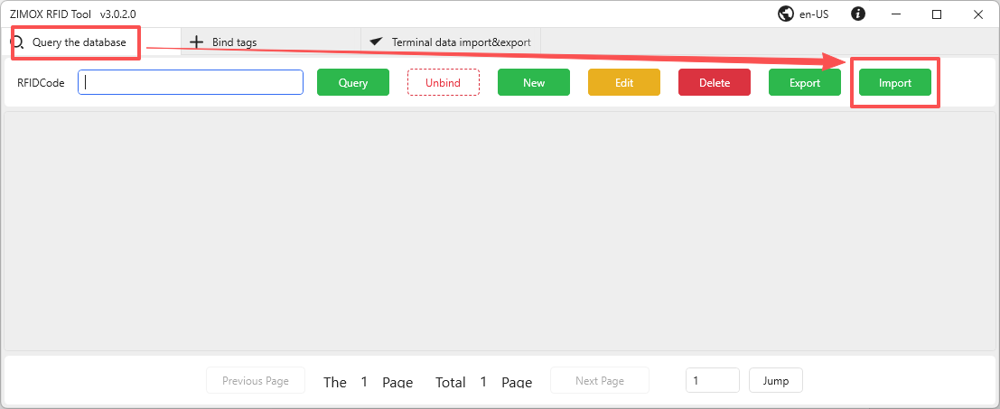 ZIMOX RFID Tool v3.0.2.0 en-US
Query the database Bind tags Terminal data import&export
RFIDCode Query Unbind New Edit Delete Export Import
Previous Page The 1 Page Total 1 Page Next Page 1 Jump